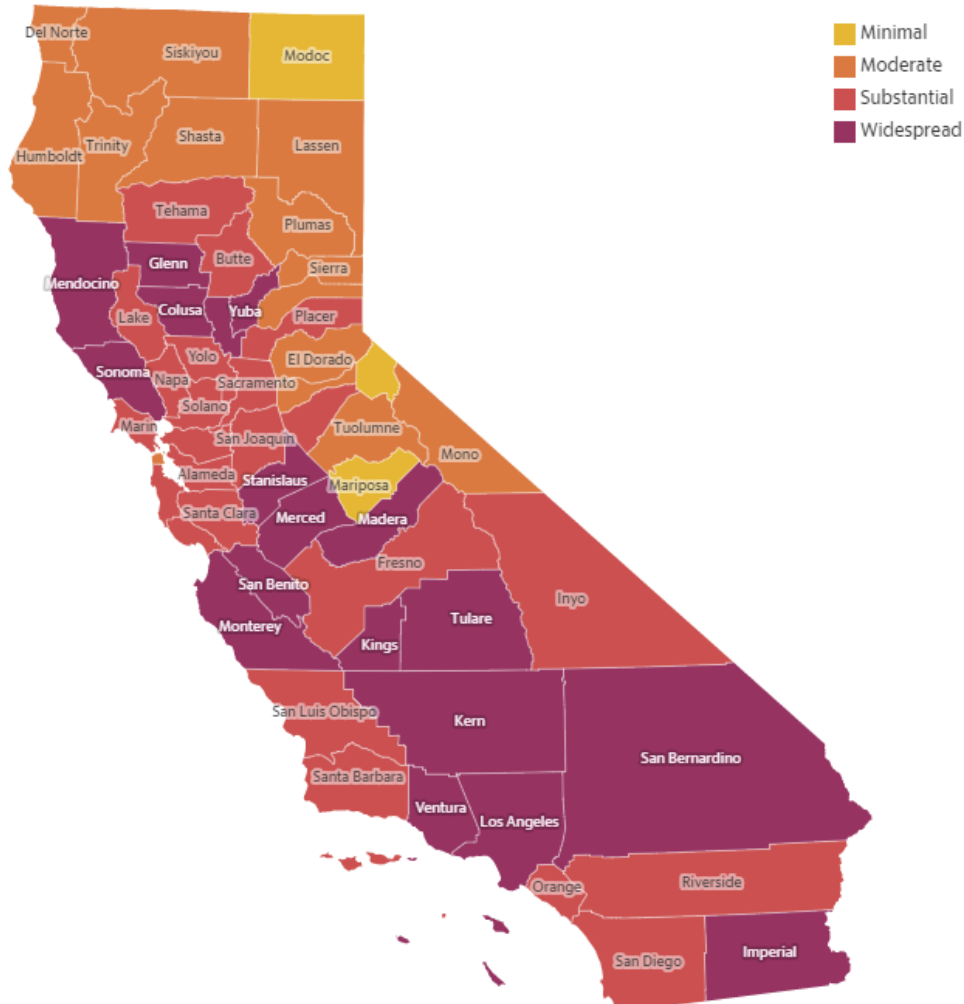 Minimal
Moderate
Substantial
Widespread
Del Norte
Siskiyou
Modoc
Humboldt
Trinity
Shasta
Lassen
Tehama
Plumas
Mendocino
Glenn
Butte
Sierra
Lake
Colusa
Yuba
Placer
Sonoma
Napa
Yolo
El Dorado
Sacramento
Solano
Marin
San Joaquin
Tuolumne
Mono
Alameda
Stanislaus
Mariposa
Santa Clara
Merced
Madera
Fresno
San Benito
Inyo
Monterey
Kings
Tulare
San Luis Obispo
Kern
San Bernardino
Santa Barbara
Ventura
Los Angeles
Orange
Riverside
San Diego
Imperial